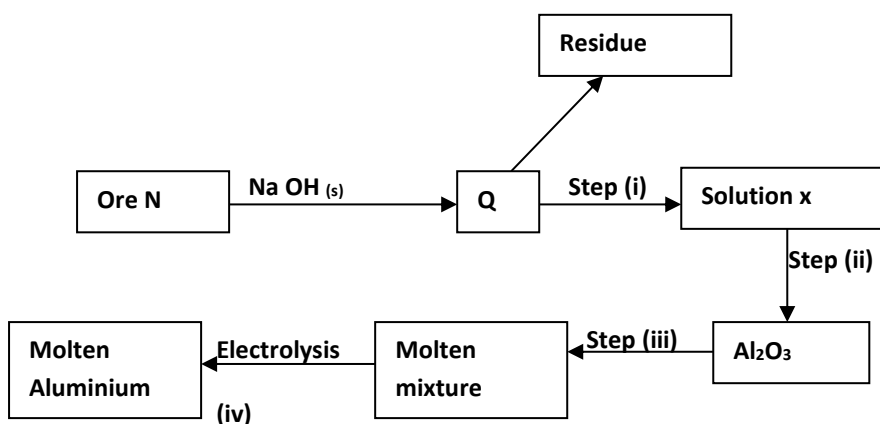 Residue
Ore N
Na OH (s)
Q
Step (i)
Solution x
Step (ii)
Molten
Aluminium
Electrolysis
(iv)
Molten
mixture
Step (iii)
Al₂O₃